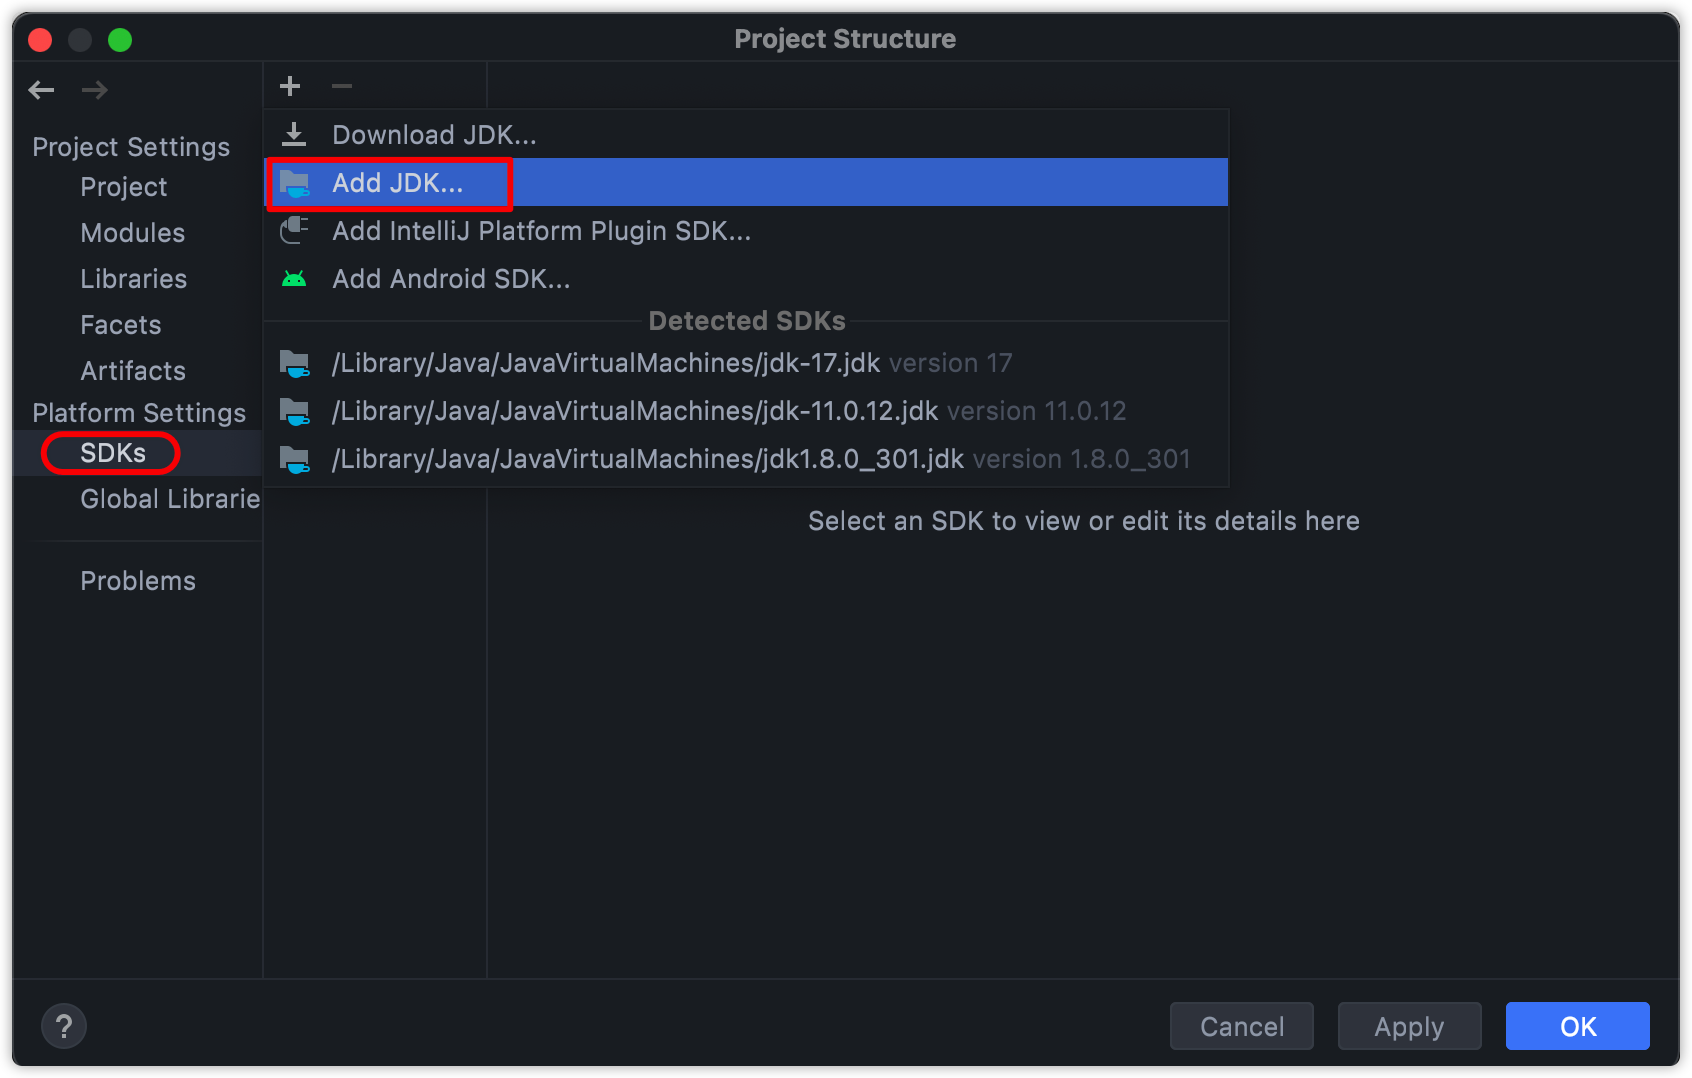 Project Structure
Project Settings
Project
Modules
Libraries
Facets
Artifacts
Platform Settings
SDKs
Global Librarie
Problems
Download JDK...
Add JDK...
Add IntelliJ Platform Plugin SDK...
Add Android SDK...
Detected SDKs
/Library/Java/JavaVirtualMachines/jdk-17.jdk version 17
/Library/Java/JavaVirtualMachines/jdk-11.0.12.jdk version 11.0.12
/Library/Java/JavaVirtualMachines/jdk1.8.0_301.jdk version 1.8.0_301
Select an SDK to view or edit its details here
?
Cancel
Apply
OK